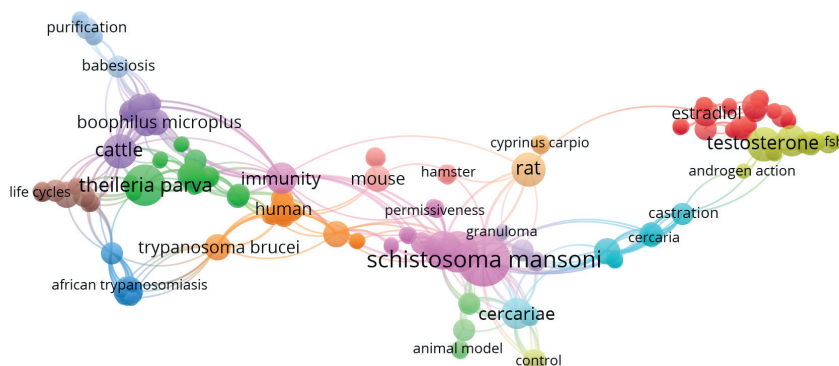 purification
babesiosis
boophilus microplus
cattle
life cycles
theileria parva
immunity
human
trypanosoma brucei
african trypanosomiasis
mouse
hamster
cyprinus carpio
rat
permissiveness
granuloma
schistosoma mansoni
cercariae
animal model
control
estradiol
testosterone
fsh
androgen action
castration
cercaria